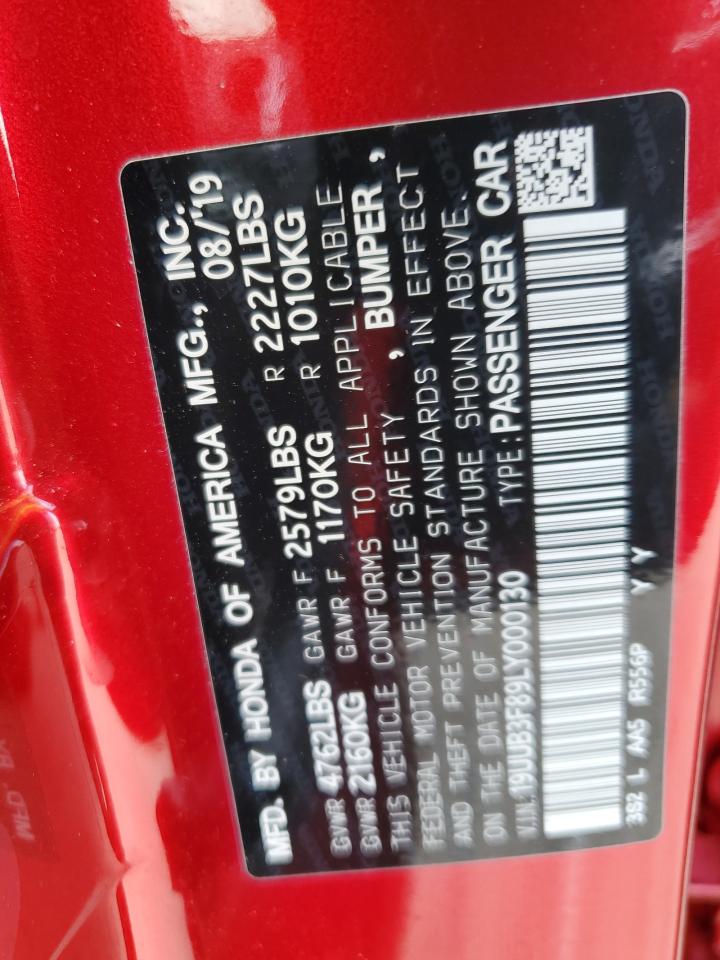 MFD. BY HONDA OF AMERICA MFG., INC.
08/'19
GVWR 4762LBS GAWR F 2579LBS R 2227LBS
GVWR 2160KG GAWR F 1170KG R 1010KG
THIS VEHICLE CONFORMS TO ALL APPLICABLE
FEDERAL MOTOR VEHICLE SAFETY , BUMPER ,
AND THEFT PREVENTION STANDARDS IN EFFECT
ON THE DATE OF MANUFACTURE SHOWN ABOVE.
V.I.N: 19UUB3F89LY000130 TYPE: PASSENGER CAR
3S2 L AA5 R556P Y Y